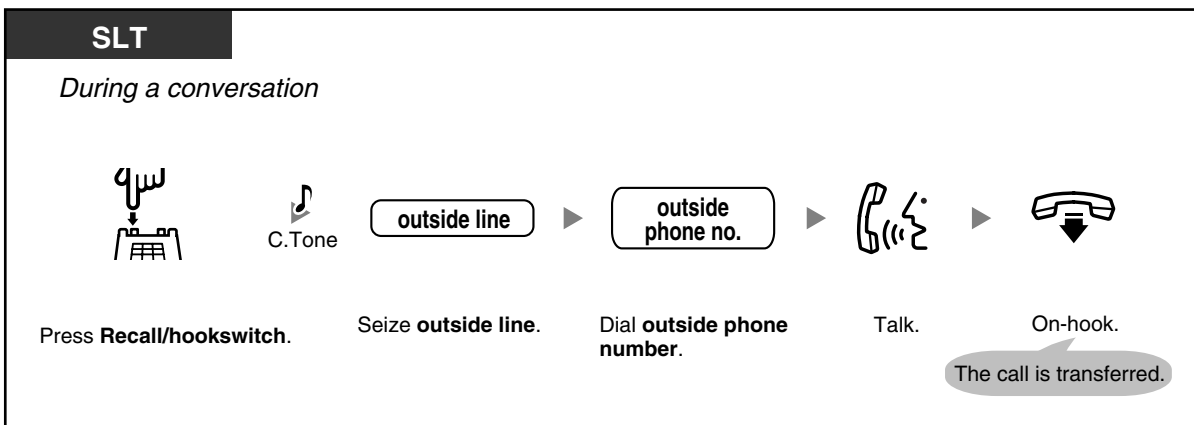 SLT
During a conversation
C.Tone
outside line
outside
phone no.
Press Recall/hookswitch.
Seize outside line.
Dial outside phone
number.
Talk.
On-hook.
The call is transferred.